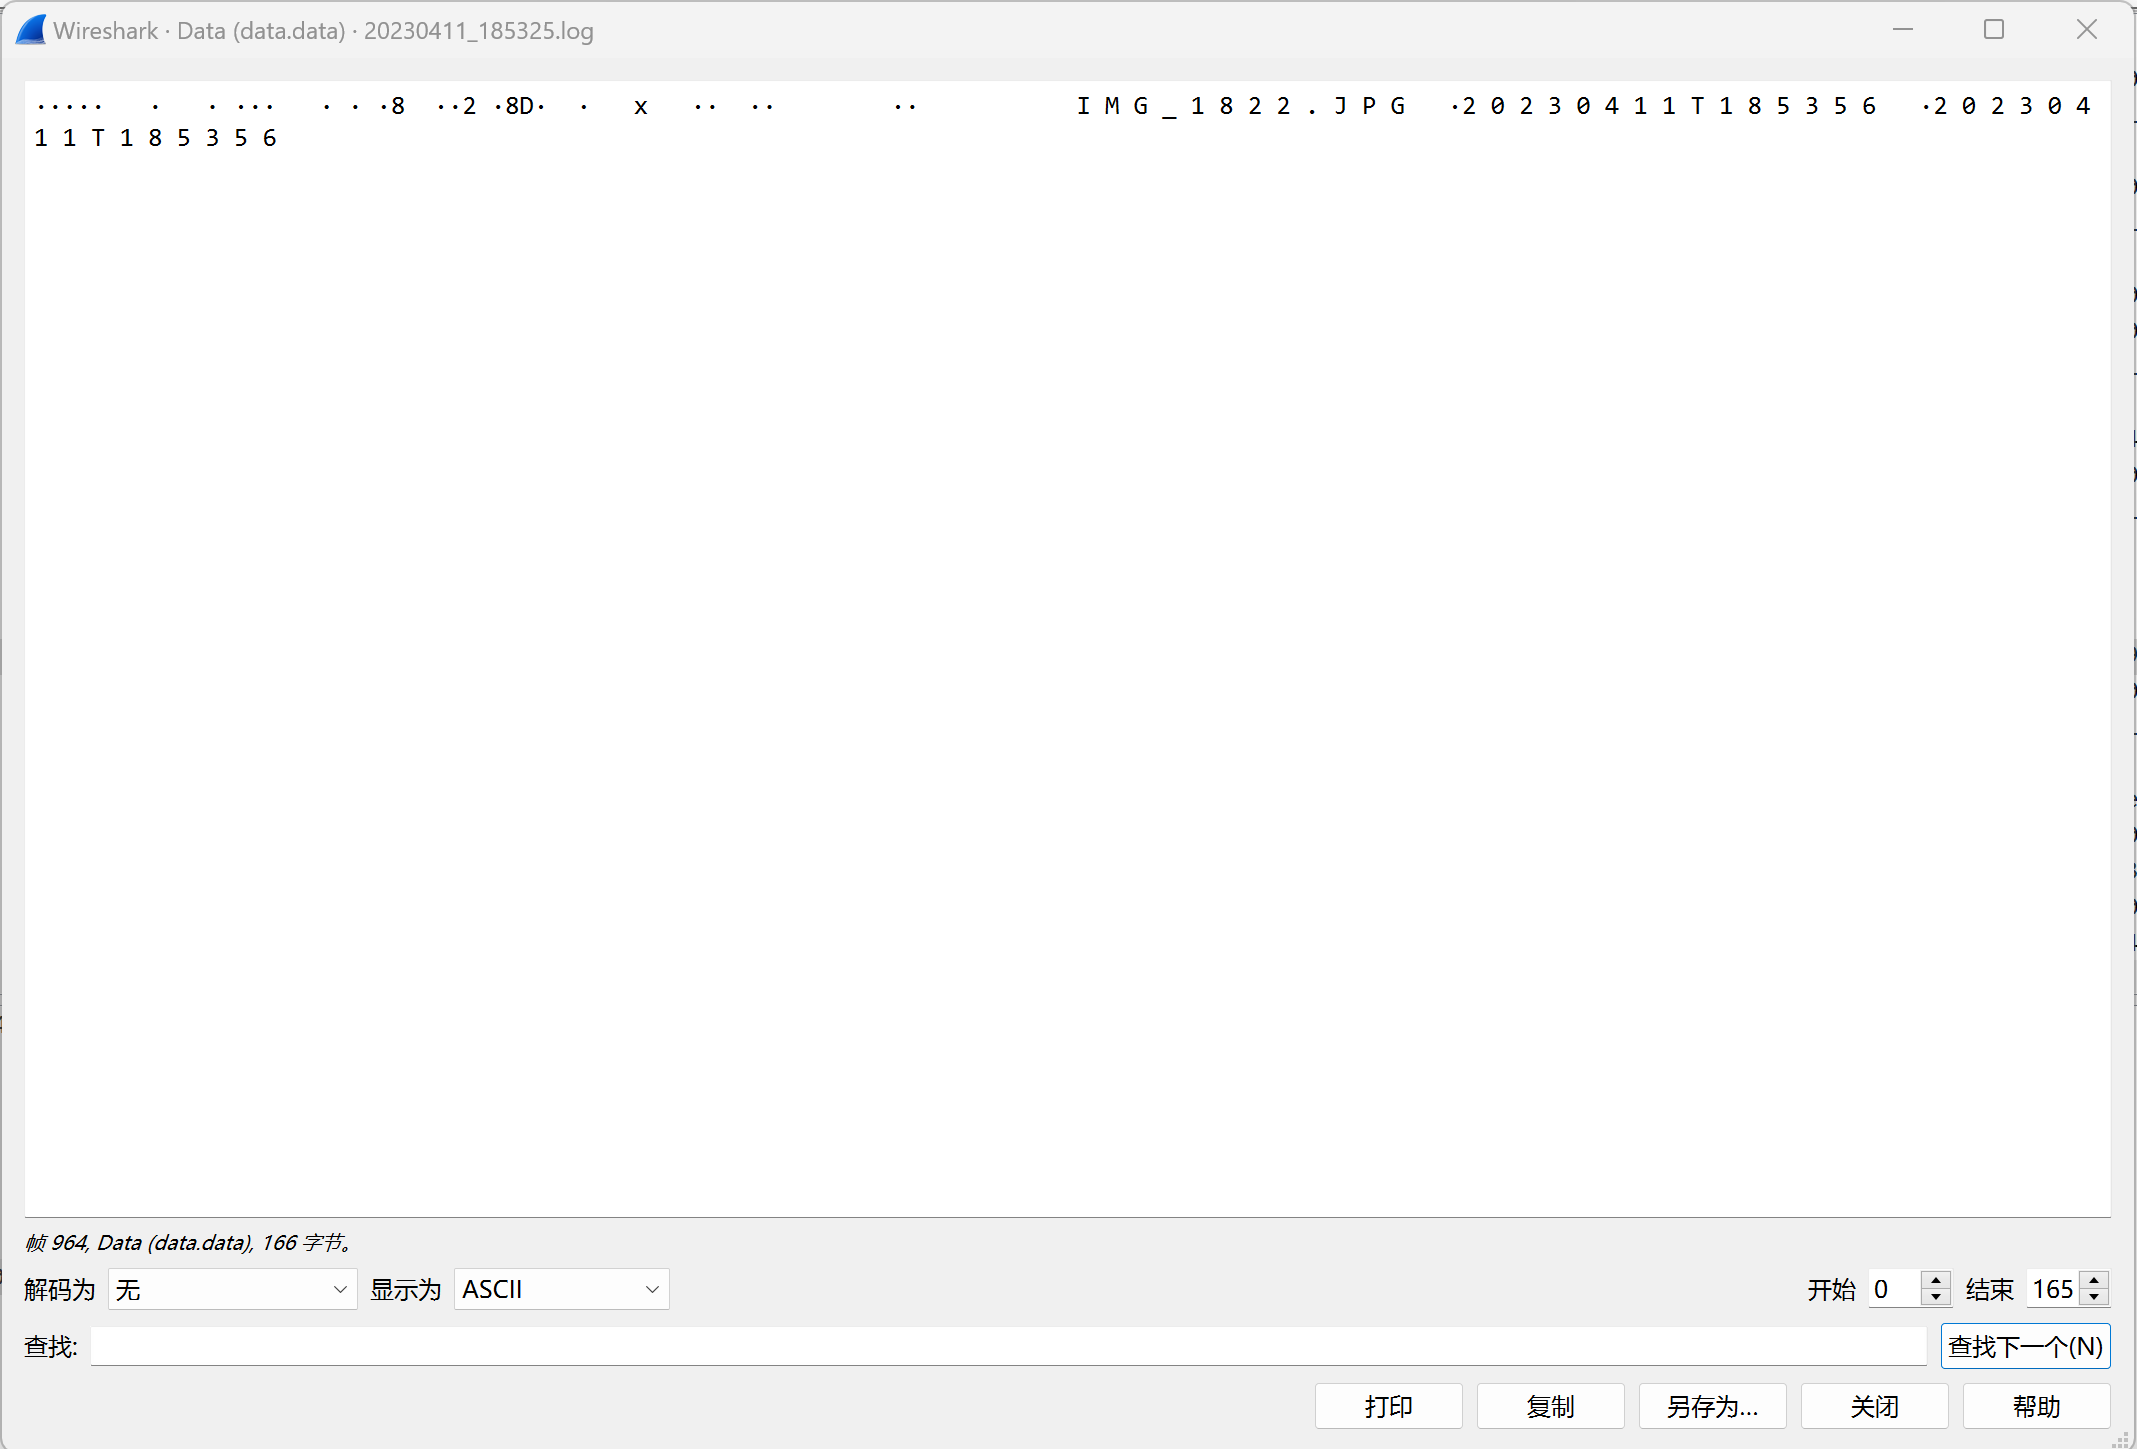 Wireshark · Data (data.data) · 20230411_185325.log
·····   ·   · ···   · · ·8  ··2 ·8D·  ·   x   ·· ··        ··           I M G _ 1 8 2 2 . J P G   ·2 0 2 3 0 4 1 1 T 1 8 5 3 5 6   ·2 0 2 3 0 4
1 1 T 1 8 5 3 5 6
帧 964, Data (data.data), 166 字节。
解码为 无 显示为 ASCII 开始 0 结束 165
查找: 查找下一个(N)
打印 复制 另存为... 关闭 帮助